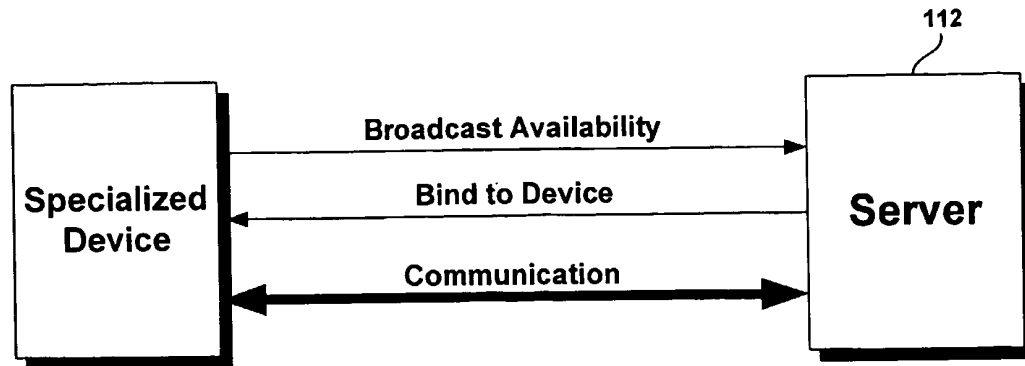 112
Broadcast Availability
Specialized
Device
Bind to Device
Server
Communication